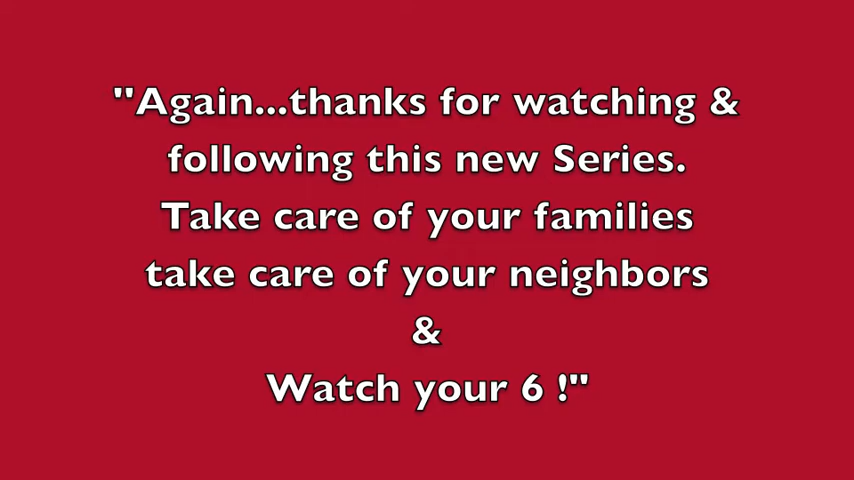 "Again...thanks for watching &
following this new Series.
Take care of your families
take care of your neighbors
&
Watch your 6 !"